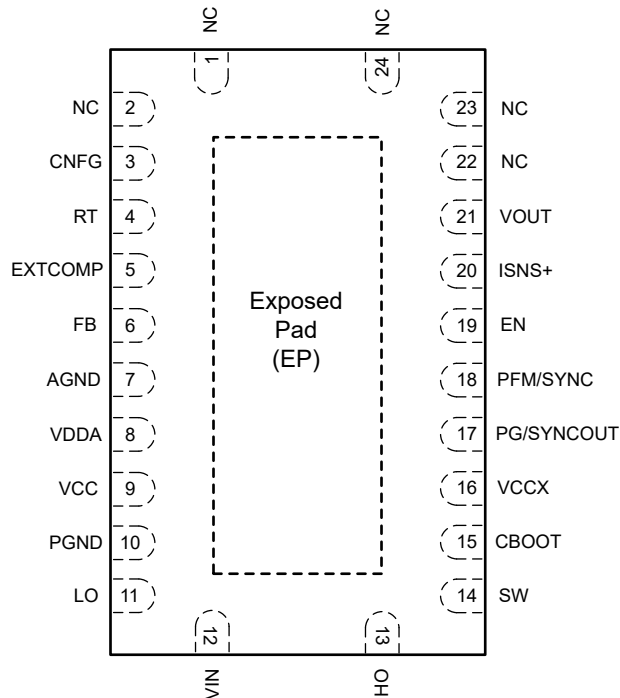 NC
NC
1
24
NC 2
23 NC
CNFG 3
22 NC
RT 4
21 VOUT
EXTCOMP 5
20 ISNS+
FB 6
19 EN
AGND 7
18 PFM/SYNC
VDDA 8
17 PG/SYNCOUT
VCC 9
16 VCCX
PGND 10
15 CBOOT
LO 11
14 SW
Exposed
Pad
(EP)
12
13
VIN
HO